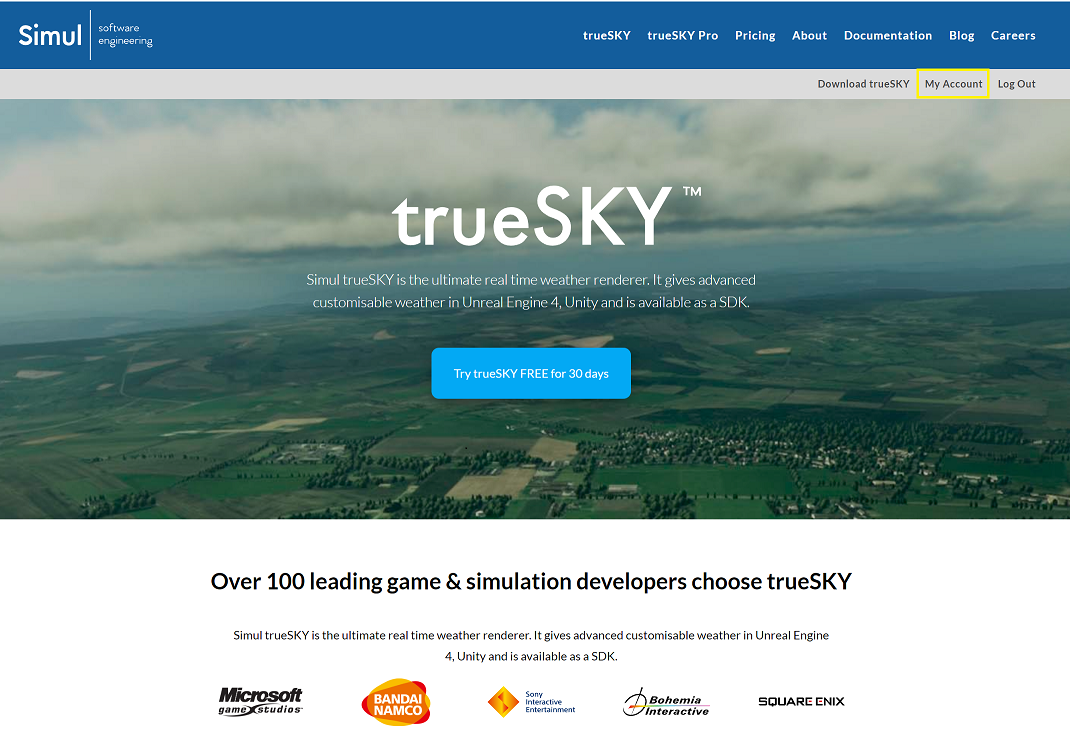 Simul software engineering
trueSKY trueSKY Pro Pricing About Documentation Blog Careers
Download trueSKY My Account Log Out
trueSKY ™
Simul trueSKY is the ultimate real time weather renderer. It gives advanced
customisable weather in Unreal Engine 4, Unity and is available as a SDK.
Try trueSKY FREE for 30 days
Over 100 leading game & simulation developers choose trueSKY
Simul trueSKY is the ultimate real time weather renderer. It gives advanced customisable weather in Unreal Engine
4, Unity and is available as a SDK.
Microsoft
game studios
BANDAI
NAMCO
Sony
Interactive
Entertainment
Bohemia
Interactive
SQUARE ENIX